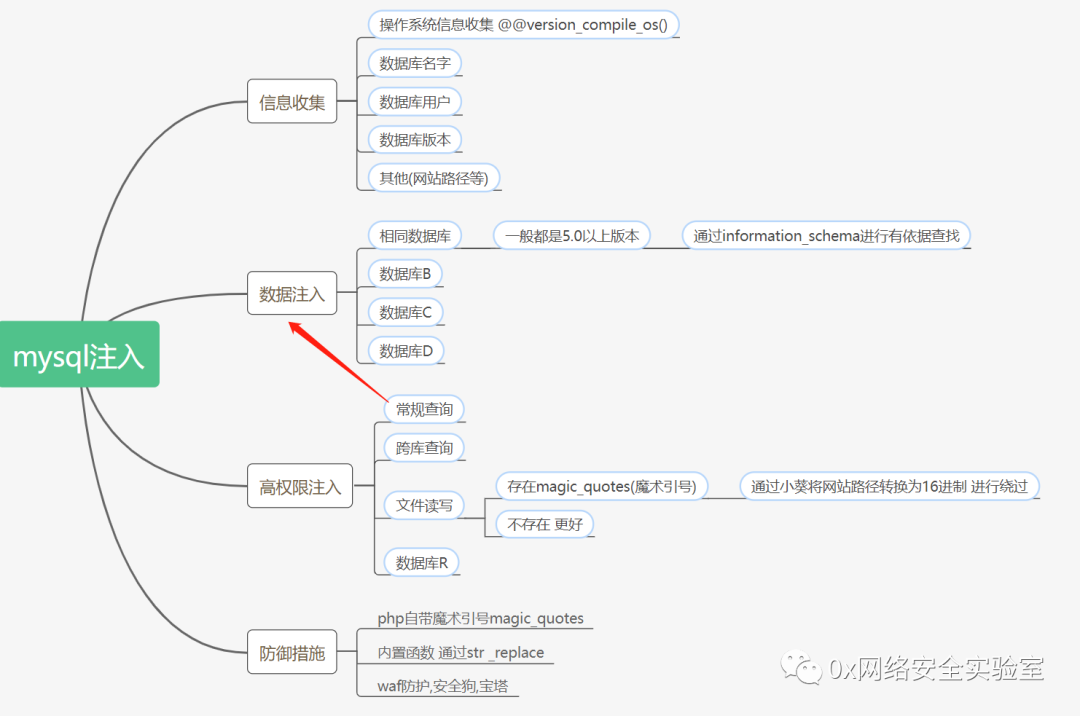 操作系统信息收集 @@version_compile_os()
数据库名字
信息收集
数据库用户
数据库版本
其他(网站路径等)
相同数据库
一般都是5.0以上版本
通过information_schema进行有依据查找
数据库B
数据注入
数据库C
数据库D
mysql注入
常规查询
跨库查询
高权限注入
存在magic_quotes(魔术引号)
通过小葵将网站路径转换为16进制 进行绕过
文件读写
不存在 更好
数据库R
php自带魔术引号magic_quotes
防御措施
内置函数 通过str _replace
waf防护,安全狗,宝塔
0x网络安全实验室